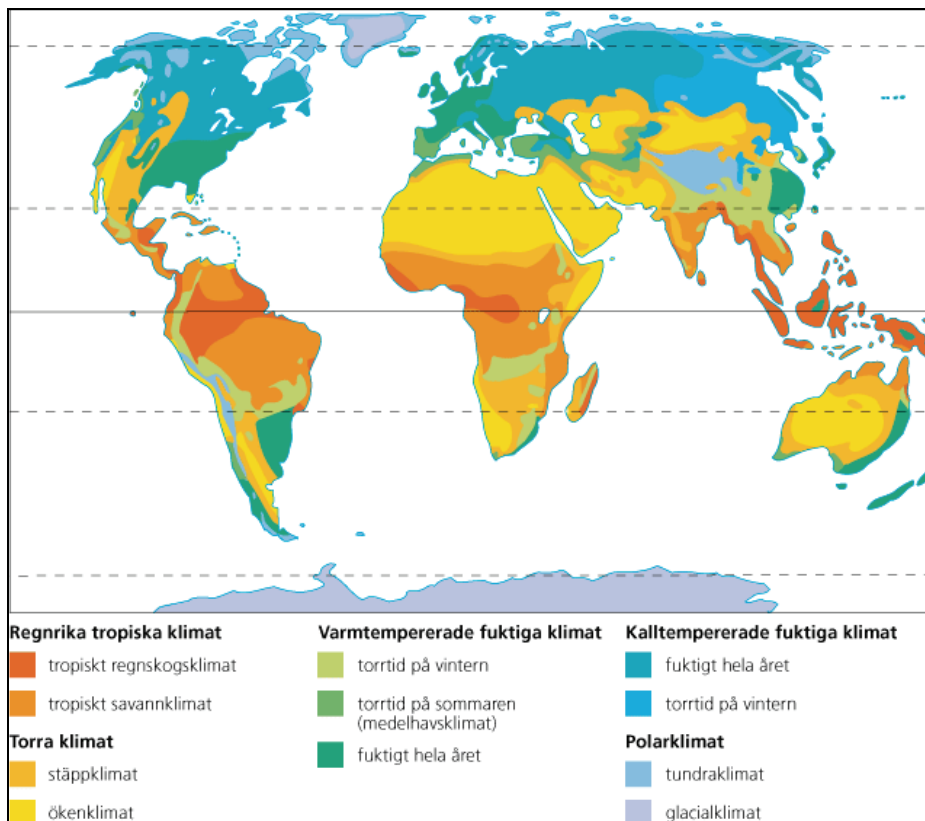 Regnrika tropiska klimat
tropiskt regnskogsklimat
tropiskt savannklimat
Torra klimat
stäppklimat
ökenklimat
Varmtempererade fuktiga klimat
torrtid på vintern
torrtid på sommaren
(medelhavsklimat)
fuktigt hela året
Kalltempererade fuktiga klimat
fuktigt hela året
torrtid på vintern
Polarklimat
tundraklimat
glacialklimat